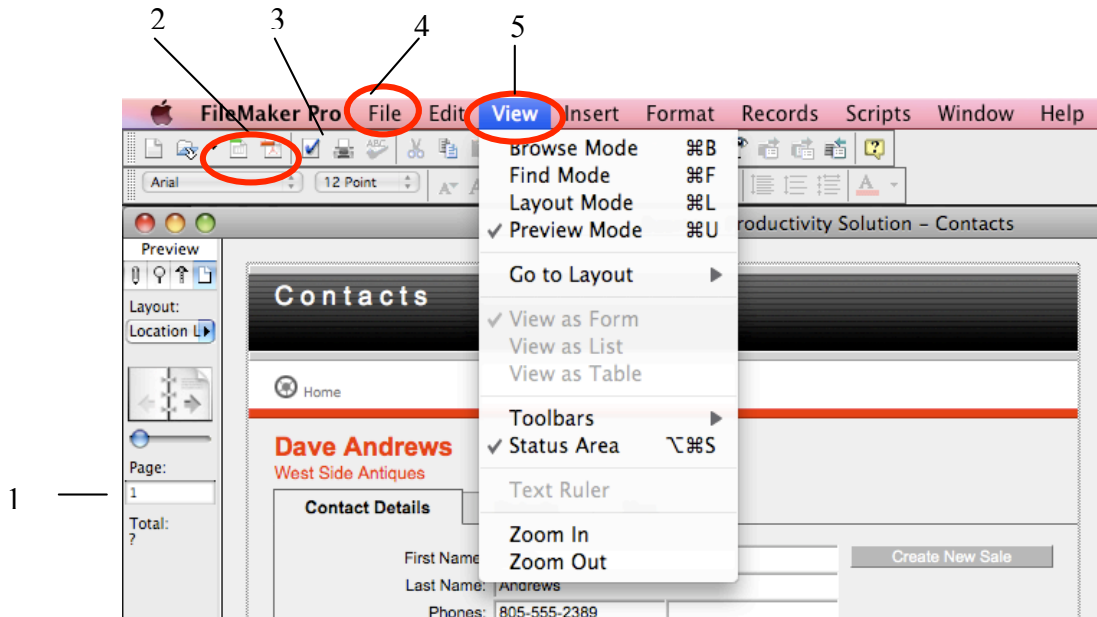 2 3 4 5
FileMaker Pro File Edit View Insert Format Records Scripts Window Help
ABC
Arial 12 Point
Browse Mode ⌘B
Find Mode ⌘F
Layout Mode ⌘L
✓ Preview Mode ⌘U
Go to Layout
✓ View as Form
View as List
View as Table
Toolbars
✓ Status Area ⌥⌘S
Text Ruler
Zoom In
Zoom Out
roductivity Solution – Contacts
Preview
Layout:
Location L
Page:
1
1
Total:
?
Contacts
Home
Dave Andrews
West Side Antiques
Contact Details
First Name
Create New Sale
Last Name: Andrews
Phones: 805-555-2389